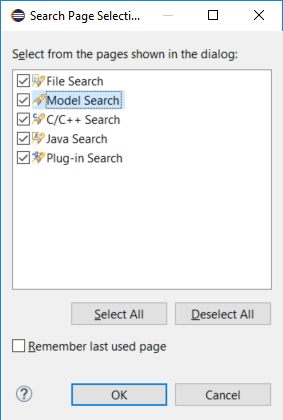 Search Page Selecti...
Select from the pages shown in the dialog:
File Search
Model Search
C/C++ Search
Java Search
Plug-in Search
Select All
Deselect All
Remember last used page
?
OK
Cancel